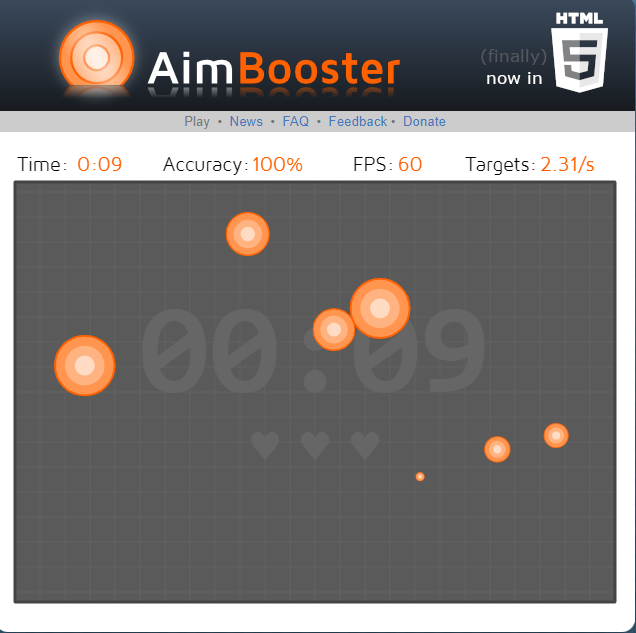 HTML
5
AimBooster
(finally)
now in
Play • News • FAQ • Feedback • Donate
Time: 0:09 Accuracy: 100% FPS: 60 Targets: 2.31/s
00:09